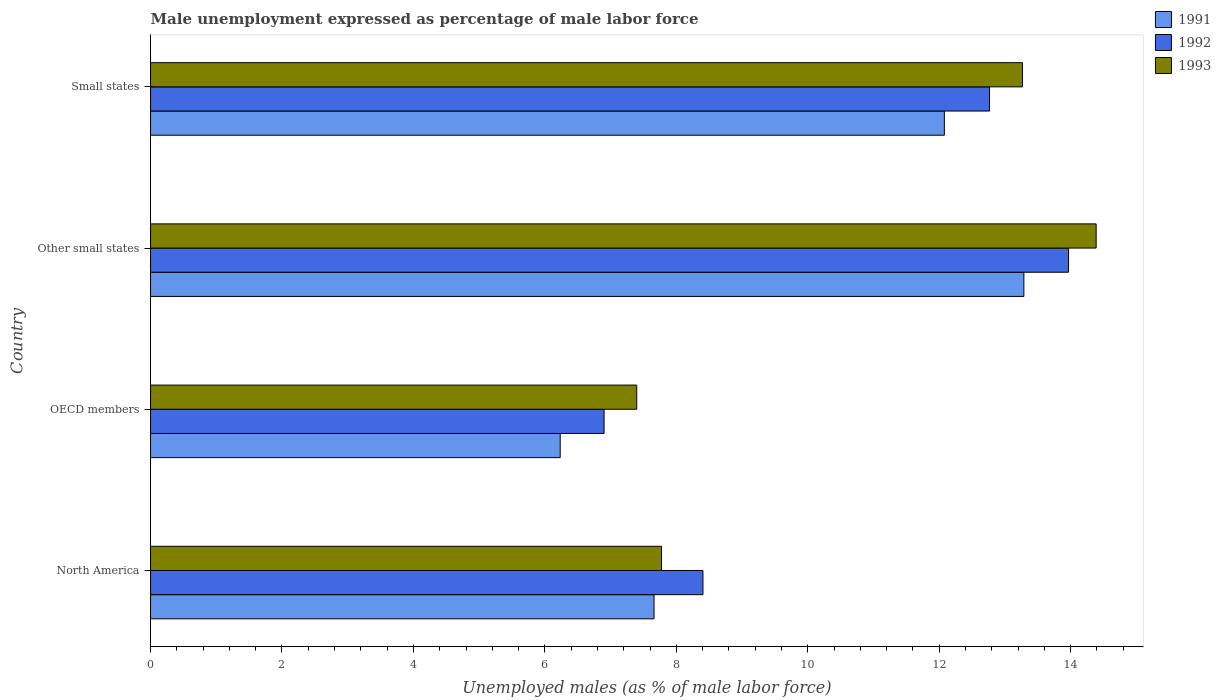 Male unemployment expressed as percentage of male labor force
1991
1992
1993
Country
Small states
Other small states
OECD members
North America
0 2 4 6 8 10 12 14
Unemployed males (as % of male labor force)